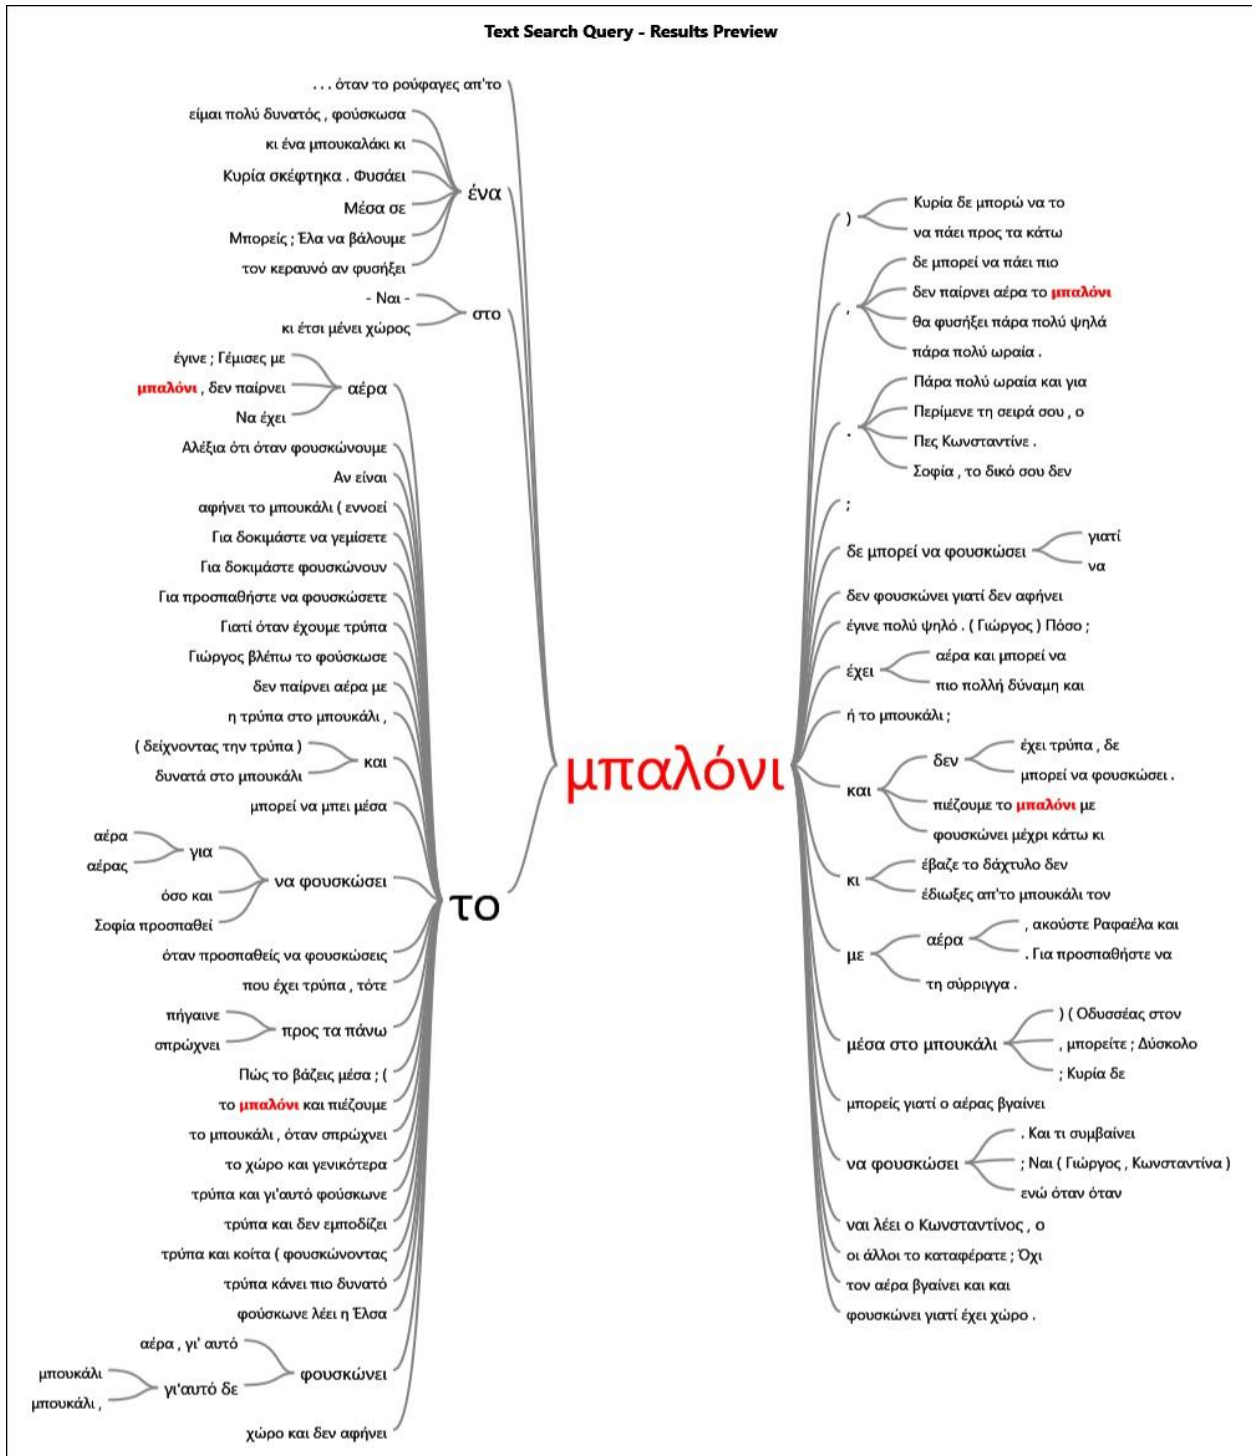 Text Search Query - Results Preview
. . . όταν το ρούφαγες απ'το
είμαι πολύ δυνατός , φούσκωσα
κι ένα μπουκαλάκι κι
Κυρία σκέφτηκα . Φυσάει
Μέσα σε
Μπορείς ; Έλα να βάλουμε
τον κεραυνό αν φυσήξει
ένα
- Ναι -
κι έτσι μένει χώρος
στο
έγινε ; Γέμισες με
μπαλόνι , δεν παίρνει
Να έχει
αέρα
Αλέξια ότι όταν φουσκώνουμε
Αν είναι
αφήνει το μπουκάλι ( εννοεί
Για δοκιμάστε να γεμίσετε
Για δοκιμάστε φουσκώνουν
Για προσπαθήστε να φουσκώσετε
Γιατί όταν έχουμε τρύπα
Γιώργος βλέπω το φούσκωσε
δεν παίρνει αέρα με
η τρύπα στο μπουκάλι ,
( δείχνοντας την τρύπα )
δυνατά στο μπουκάλι
και
μπορεί να μπει μέσα
αέρα
αέρας
για
όσο και
Σοφία προσπαθεί
να φουσκώσει
όταν προσπαθείς να φουσκώσεις
που έχει τρύπα , τότε
πήγαινε
σπρώχνει
προς τα πάνω
Πώς το βάζεις μέσα ; (
το μπαλόνι και πιέζουμε
το μπουκάλι , όταν σπρώχνει
το χώρο και γενικότερα
τρύπα και γι'αυτό φούσκωνε
τρύπα και δεν εμποδίζει
τρύπα και κοίτα ( φουσκώνοντας
τρύπα κάνει πιο δυνατό
φούσκωνε λέει η Έλσα
αέρα , γι' αυτό
μπουκάλι
μπουκάλι ,
γι'αυτό δε
φουσκώνει
χώρο και δεν αφήνει
το
μπαλόνι
)
Κυρία δε μπορώ να το
να πάει προς τα κάτω
,
δε μπορεί να πάει πιο
δεν παίρνει αέρα το μπαλόνι
θα φυσήξει πάρα πολύ ψηλά
πάρα πολύ ωραία .
.
Πάρα πολύ ωραία και για
Περίμενε τη σειρά σου , ο
Πες Κωνσταντίνε .
Σοφία , το δικό σου δεν
;
δε μπορεί να φουσκώσει
γιατί
να
δεν φουσκώνει γιατί δεν αφήνει
έγινε πολύ ψηλό . ( Γιώργος ) Πόσο ;
έχει
αέρα και μπορεί να
πιο πολλή δύναμη και
ή το μπουκάλι ;
και
δεν
έχει τρύπα , δε
μπορεί να φουσκώσει .
πιέζουμε το μπαλόνι με
φουσκώνει μέχρι κάτω κι
κι
έβαζε το δάχτυλο δεν
έδιωξες απ'το μπουκάλι τον
με
αέρα
, ακούστε Ραφαέλα και
. Για προσπαθήστε να
τη σύρριγγα .
μέσα στο μπουκάλι
) ( Οδυσσέας στον
, μπορείτε ; Δύσκολο
; Κυρία δε
μπορείς γιατί ο αέρας βγαίνει
να φουσκώσει
. Και τι συμβαίνει
; Ναι ( Γιώργος , Κωνσταντίνα )
ενώ όταν όταν
ναι λέει ο Κωνσταντίνος , ο
οι άλλοι το καταφέρατε ; Όχι
τον αέρα βγαίνει και και
φουσκώνει γιατί έχει χώρο .